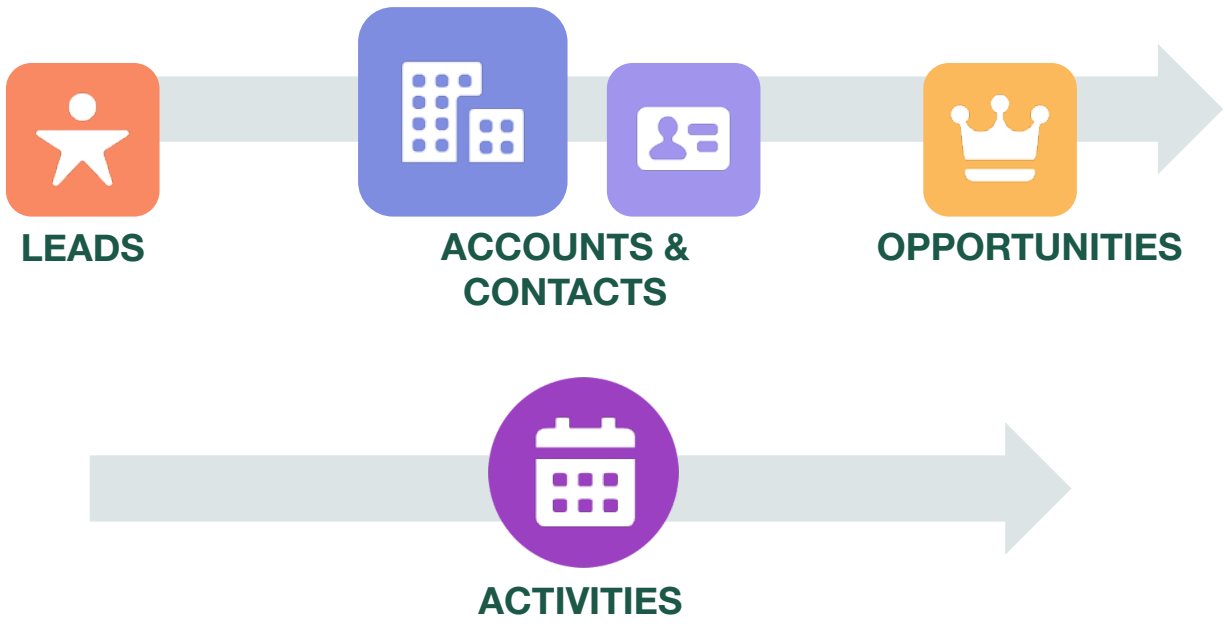 LEADS
ACCOUNTS &
CONTACTS
OPPORTUNITIES
ACTIVITIES